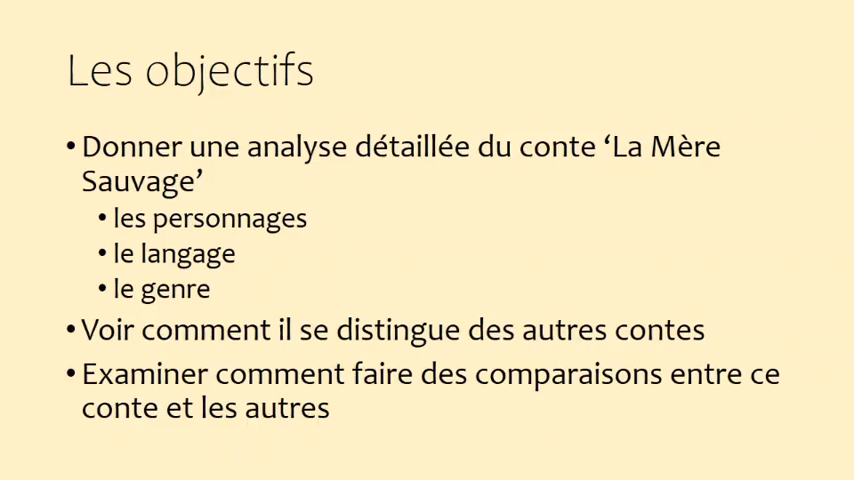 Les objectifs
• Donner une analyse détaillée du conte ‘La Mère
Sauvage’
• les personnages
• le langage
• le genre
• Voir comment il se distingue des autres contes
• Examiner comment faire des comparaisons entre ce
conte et les autres